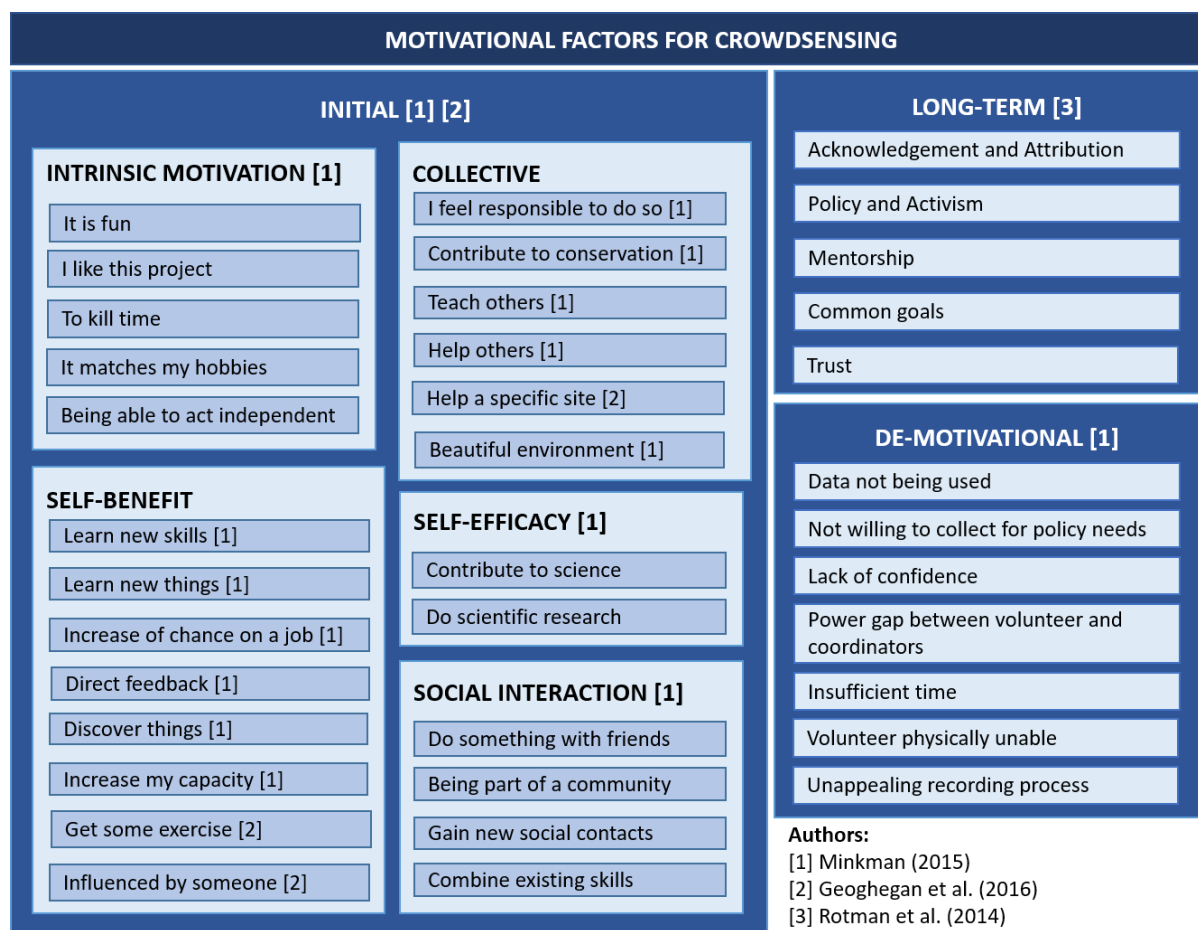 MOTIVATIONAL FACTORS FOR CROWDSENSING
INITIAL [1] [2]
INTRINSIC MOTIVATION [1]
It is fun
I like this project
To kill time
It matches my hobbies
Being able to act independent
SELF-BENEFIT
Learn new skills [1]
Learn new things [1]
Increase of chance on a job [1]
Direct feedback [1]
Discover things [1]
Increase my capacity [1]
Get some exercise [2]
Influenced by someone [2]
COLLECTIVE
I feel responsible to do so [1]
Contribute to conservation [1]
Teach others [1]
Help others [1]
Help a specific site [2]
Beautiful environment [1]
SELF-EFFICACY [1]
Contribute to science
Do scientific research
SOCIAL INTERACTION [1]
Do something with friends
Being part of a community
Gain new social contacts
Combine existing skills
LONG-TERM [3]
Acknowledgement and Attribution
Policy and Activism
Mentorship
Common goals
Trust
DE-MOTIVATIONAL [1]
Data not being used
Not willing to collect for policy needs
Lack of confidence
Power gap between volunteer and
coordinators
Insufficient time
Volunteer physically unable
Unappealing recording process
Authors:
[1] Minkman (2015)
[2] Geoghegan et al. (2016)
[3] Rotman et al. (2014)